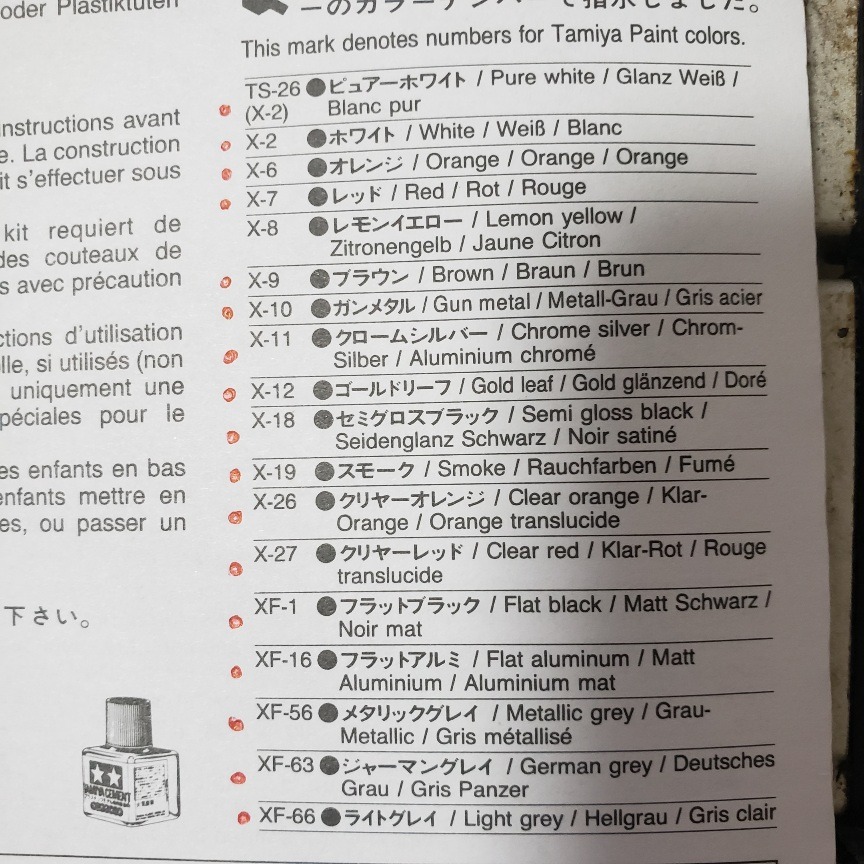 oder Plastiktüten
This mark denotes numbers for Tamiya Paint colors.
TS-26 ●ピュアーホワイト / Pure white / Glanz Weiß /
(X-2) Blanc pur
X-2 ●ホワイト / White / Weiß / Blanc
X-6 ●オレンジ / Orange / Orange / Orange
X-7 ●レッド / Red / Rot / Rouge
X-8 ●レモンイエロー / Lemon yellow /
Zitronengelb / Jaune Citron
X-9 ●ブラウン / Brown / Braun / Brun
X-10 ●ガンメタル / Gun metal / Metall-Grau / Gris acier
X-11 ●クロームシルバー / Chrome silver / Chrom-
Silber / Aluminium chromé
X-12 ●ゴールドリーフ / Gold leaf / Gold glänzend / Doré
X-18 ●セミグロスブラック / Semi gloss black /
Seidenglanz Schwarz / Noir satiné
X-19 ●スモーク / Smoke / Rauchfarben / Fumé
X-26 ●クリヤーオレンジ / Clear orange / Klar-
Orange / Orange translucide
X-27 ●クリヤーレッド / Clear red / Klar-Rot / Rouge
translucide
XF-1 ●フラットブラック / Flat black / Matt Schwarz /
Noir mat
XF-16 ●フラットアルミ / Flat aluminum / Matt
Aluminium / Aluminium mat
XF-56 ●メタリックグレイ / Metallic grey / Grau-
Metallic / Gris métallisé
XF-63 ●ジャーマングレイ / German grey / Deutsches
Grau / Gris Panzer
XF-66 ●ライトグレイ / Light grey / Hellgrau / Gris clair
instructions avant
e. La construction
it s'effectuer sous
kit requiert de
des couteaux de
s avec précaution
ctions d'utilisation
lle, si utilisés (non
uniquement une
péciales pour le
es enfants en bas
enfants mettre en
es, ou passer un
下さい。
TAMIYA CEMENT